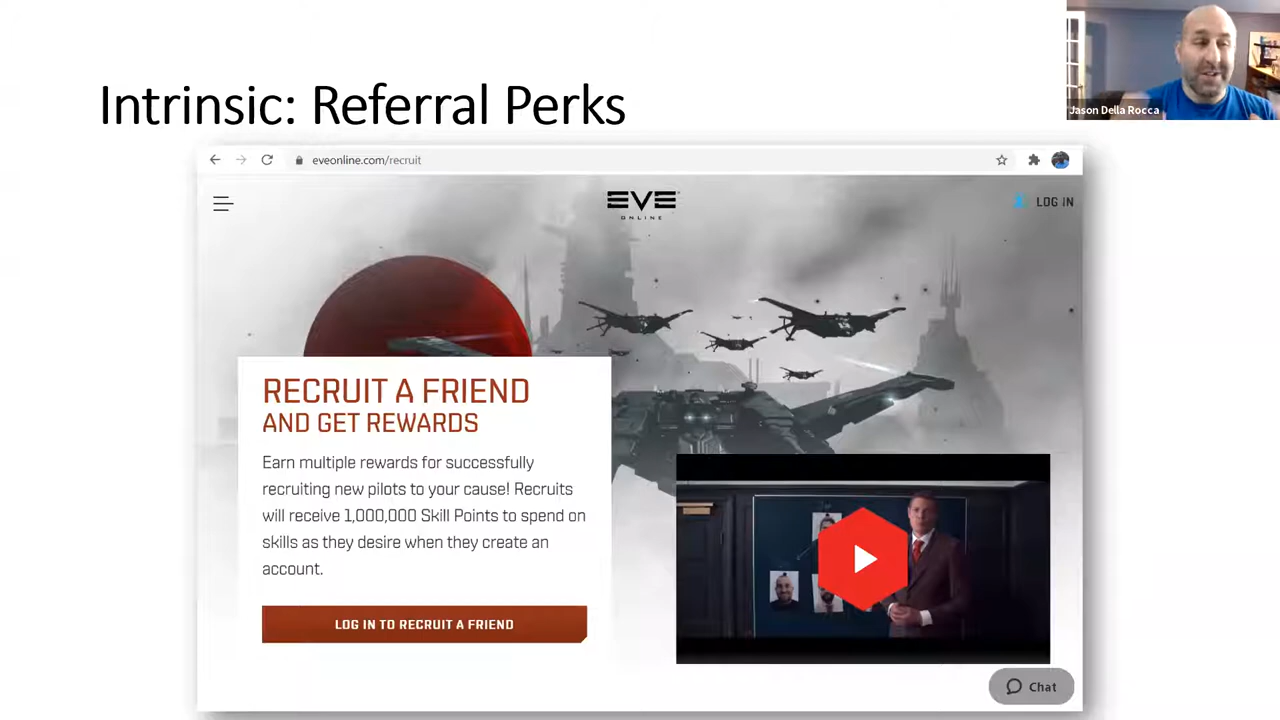 Intrinsic: Referral Perks
Jason Della Rocca
eveonline.com/recruit
EVE
ONLINE
LOG IN
RECRUIT A FRIEND
AND GET REWARDS
Earn multiple rewards for successfully
recruiting new pilots to your cause! Recruits
will receive 1,000,000 Skill Points to spend on
skills as they desire when they create an
account.
LOG IN TO RECRUIT A FRIEND
Chat